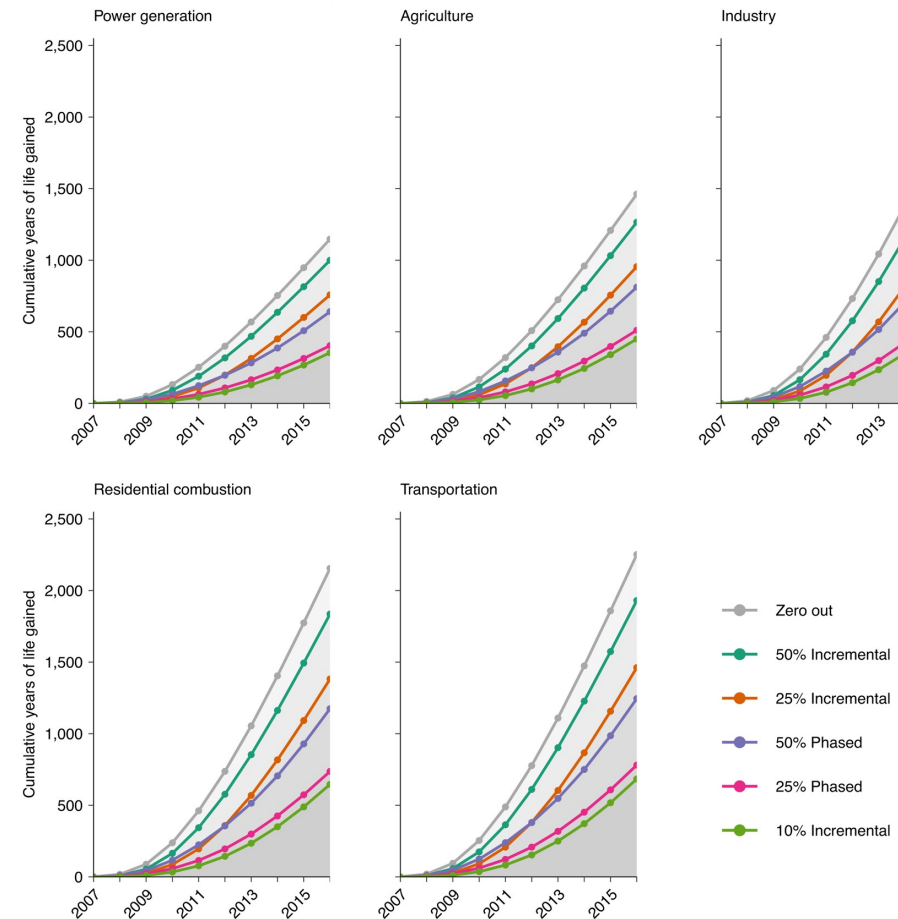 Power generation
Agriculture
Industry
Cumulative years of life gained
2,500
2,000
1,500
1,000
500
0
2007
2009
2011
2013
2015
2007
2009
2011
2013
2015
2007
2009
2011
2013
Residential combustion
Transportation
Cumulative years of life gained
2,500
2,000
1,500
1,000
500
0
2007
2009
2011
2013
2015
2007
2009
2011
2013
2015
Zero out
50% Incremental
25% Incremental
50% Phased
25% Phased
10% Incremental